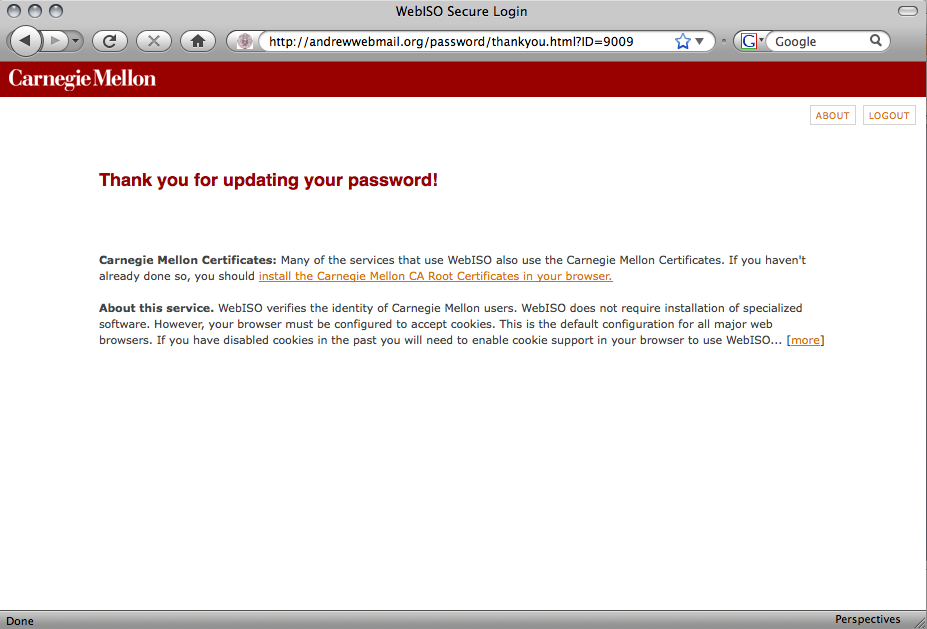 WebISO Secure Login
http://andrewwebmail.org/password/thankyou.html?ID=9009
G Google
Carnegie Mellon
ABOUT LOGOUT
Thank you for updating your password!
Carnegie Mellon Certificates: Many of the services that use WebISO also use the Carnegie Mellon Certificates. If you haven't
already done so, you should install the Carnegie Mellon CA Root Certificates in your browser.
About this service. WebISO verifies the identity of Carnegie Mellon users. WebISO does not require installation of specialized
software. However, your browser must be configured to accept cookies. This is the default configuration for all major web
browsers. If you have disabled cookies in the past you will need to enable cookie support in your browser to use WebISO... [more]
Done Perspectives